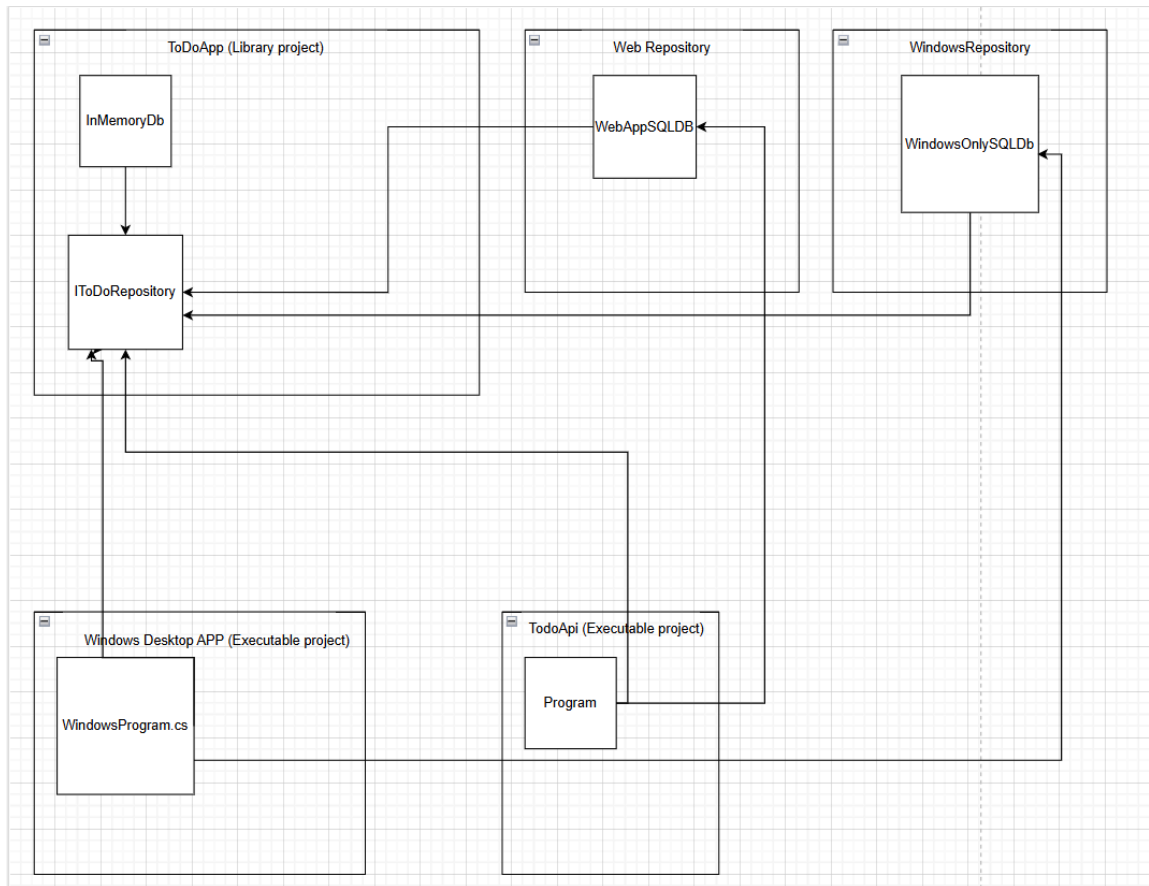 ToDoApp (Library project)
Web Repository
WindowsRepository
InMemoryDb
WebAppSQLDB
WindowsOnlySQLDb
IToDoRepository
Windows Desktop APP (Executable project)
TodoApi (Executable project)
WindowsProgram.cs
Program